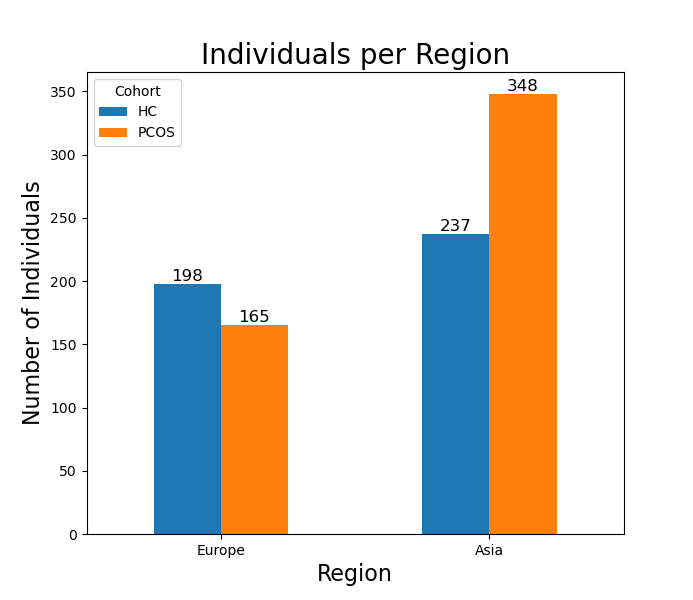 Individuals per Region
Number of Individuals
350
300
250
200
150
100
50
0
Cohort
HC
PCOS
198
165
237
348
Europe
Asia
Region